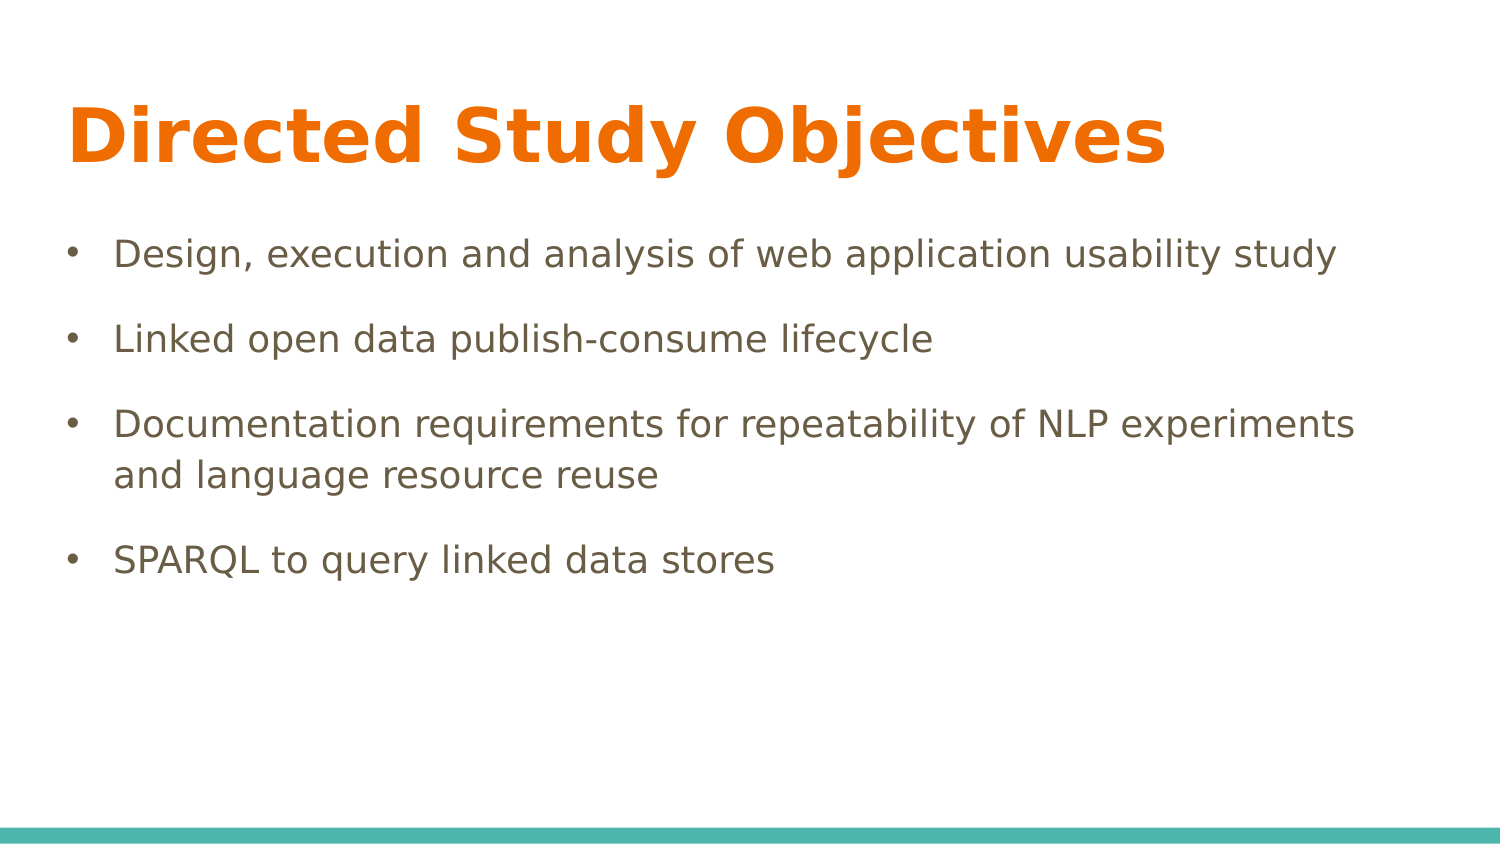 Directed Study Objectives
• Design, execution and analysis of web application usability study
• Linked open data publish-consume lifecycle
• Documentation requirements for repeatability of NLP experiments
and language resource reuse
• SPARQL to query linked data stores